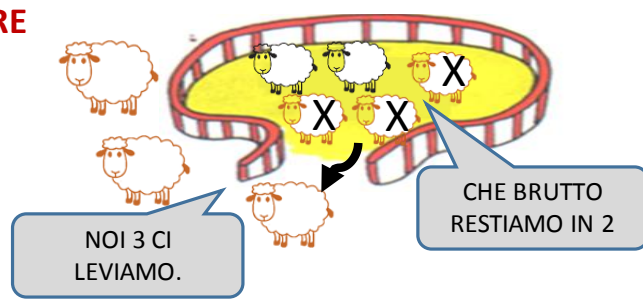 RE
X
X X
CHE BRUTTO
RESTIAMO IN 2
NOI 3 CI
LEVIAMO.